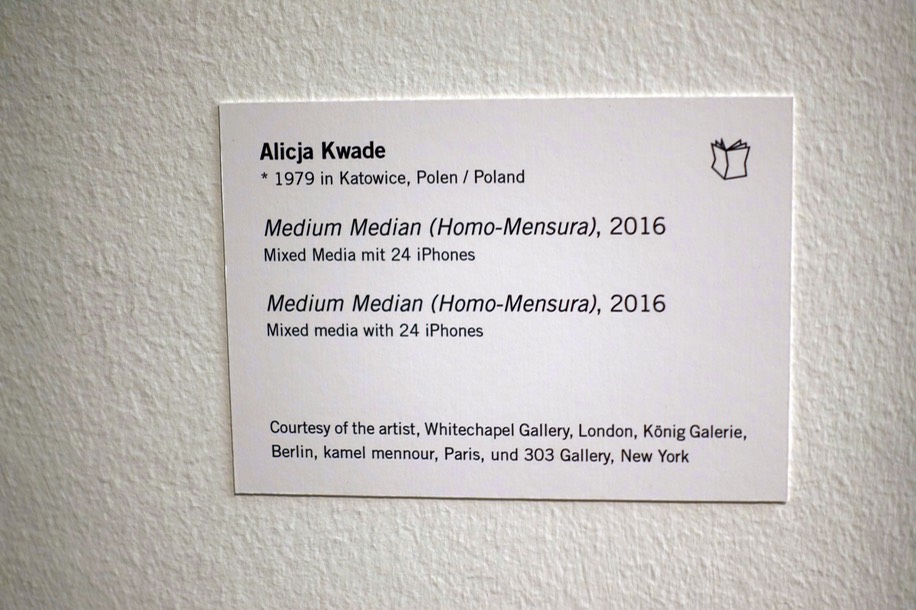 Alicja Kwade
* 1979 in Katowice, Polen / Poland
Medium Median (Homo-Mensura), 2016
Mixed Media mit 24 iPhones
Medium Median (Homo-Mensura), 2016
Mixed media with 24 iPhones
Courtesy of the artist, Whitechapel Gallery, London, König Galerie,
Berlin, kamel mennour, Paris, und 303 Gallery, New York